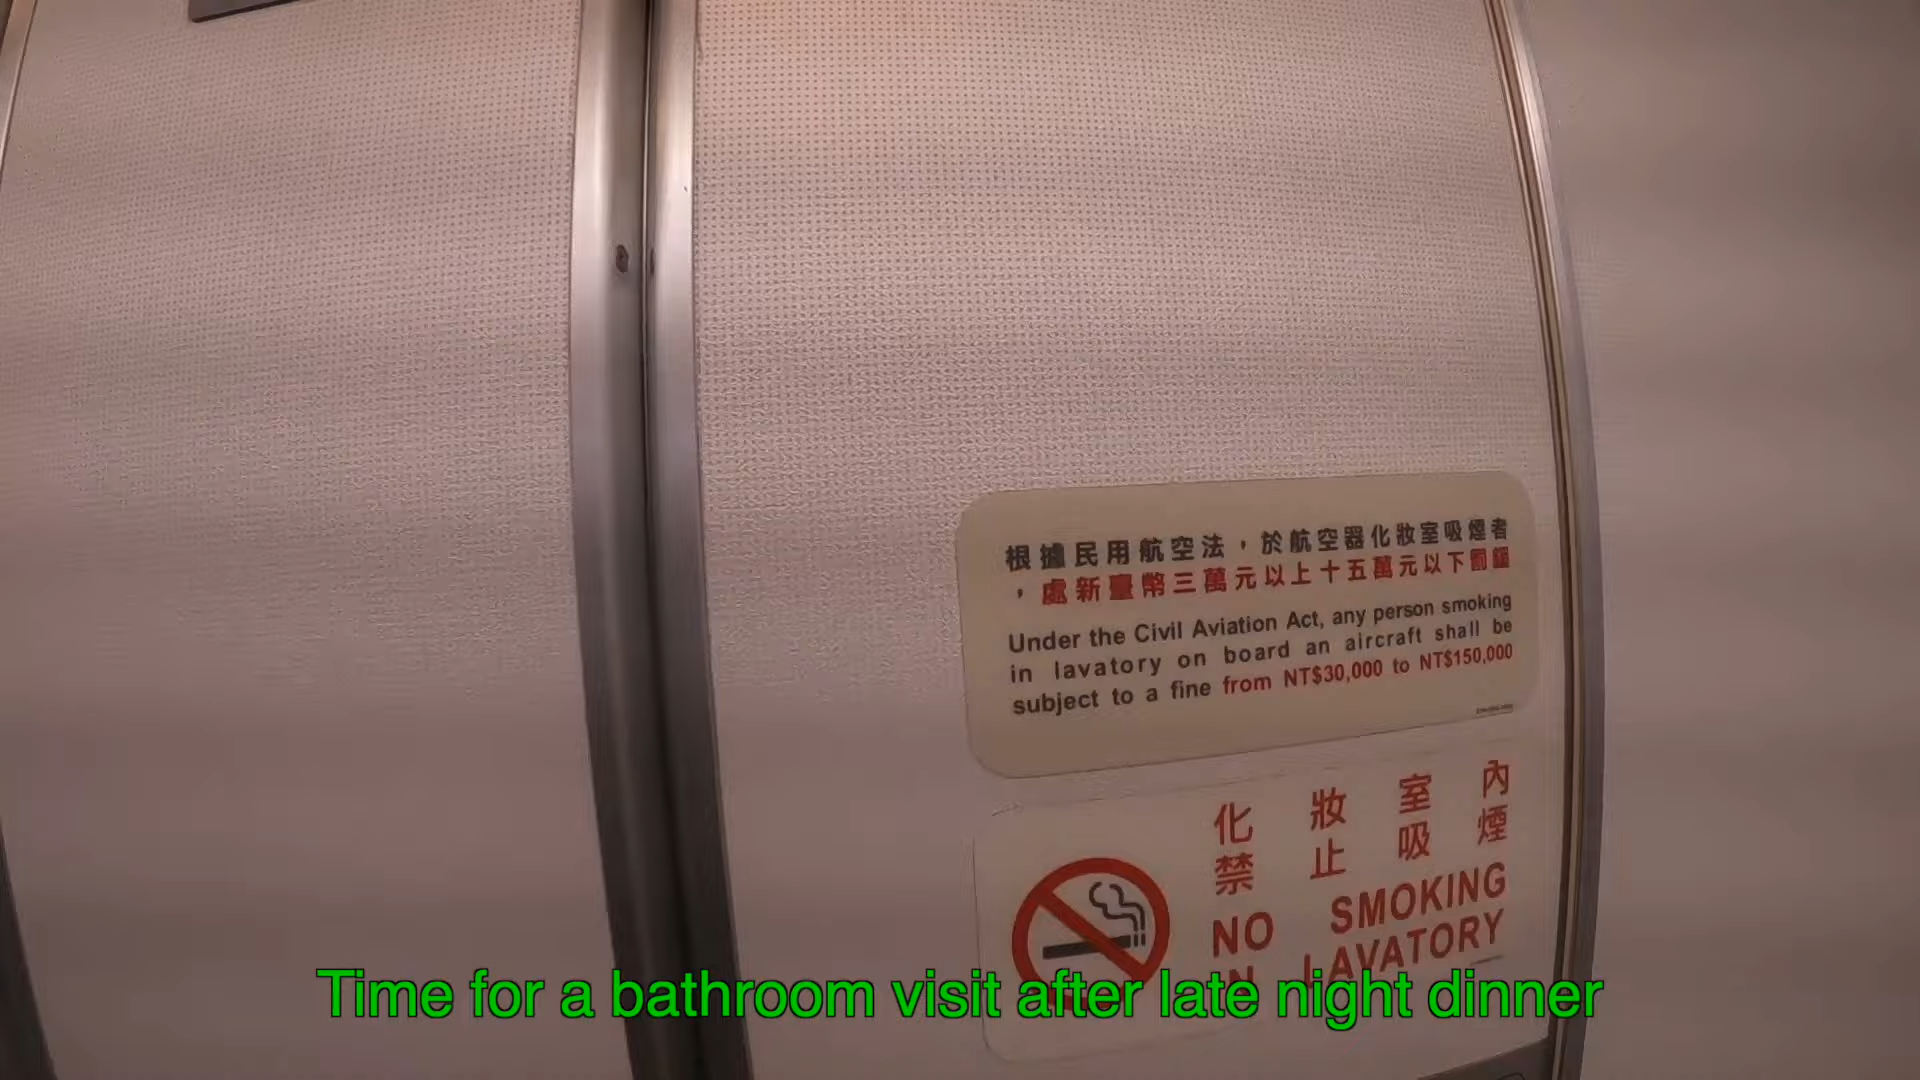 根據民用航空法，於航空器化妝室吸煙者
，處新臺幣三萬元以上十五萬元以下罰鍰
Under the Civil Aviation Act, any person smoking
in lavatory on board an aircraft shall be
subject to a fine from NT$30,000 to NT$150,000
化妝室內
禁止吸煙
NO SMOKING
IN LAVATORY
Time for a bathroom visit after late night dinner